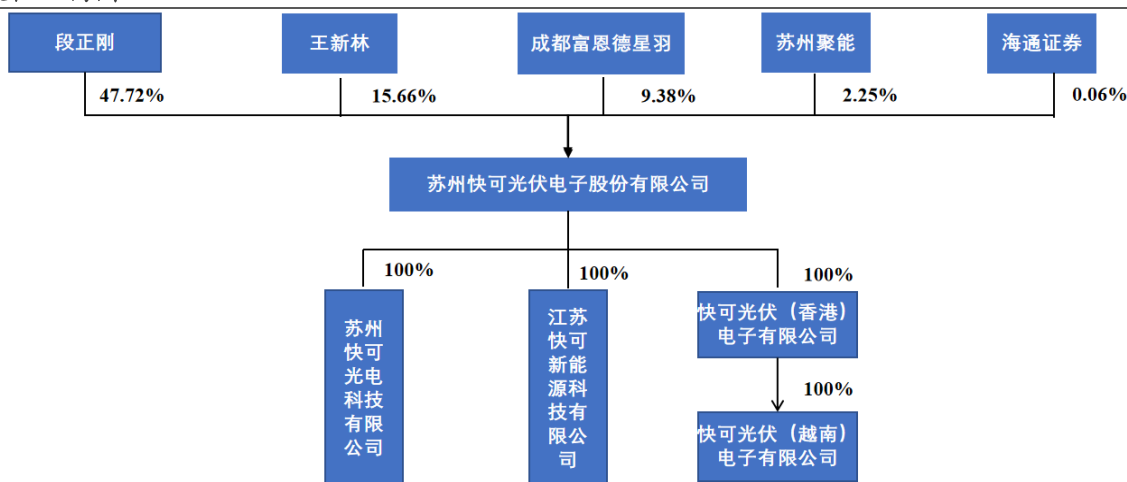 段正刚
王新林
成都富恩德星羽
苏州聚能
海通证券
47.72%
15.66%
9.38%
2.25%
0.06%
苏州快可光伏电子股份有限公司
100%
100%
100%
苏州
快可
光电
科技
有限
公司
江苏
快可
新能
源科
技有
限公
司
快可光伏（香港）
电子有限公司
100%
快可光伏（越南）
电子有限公司